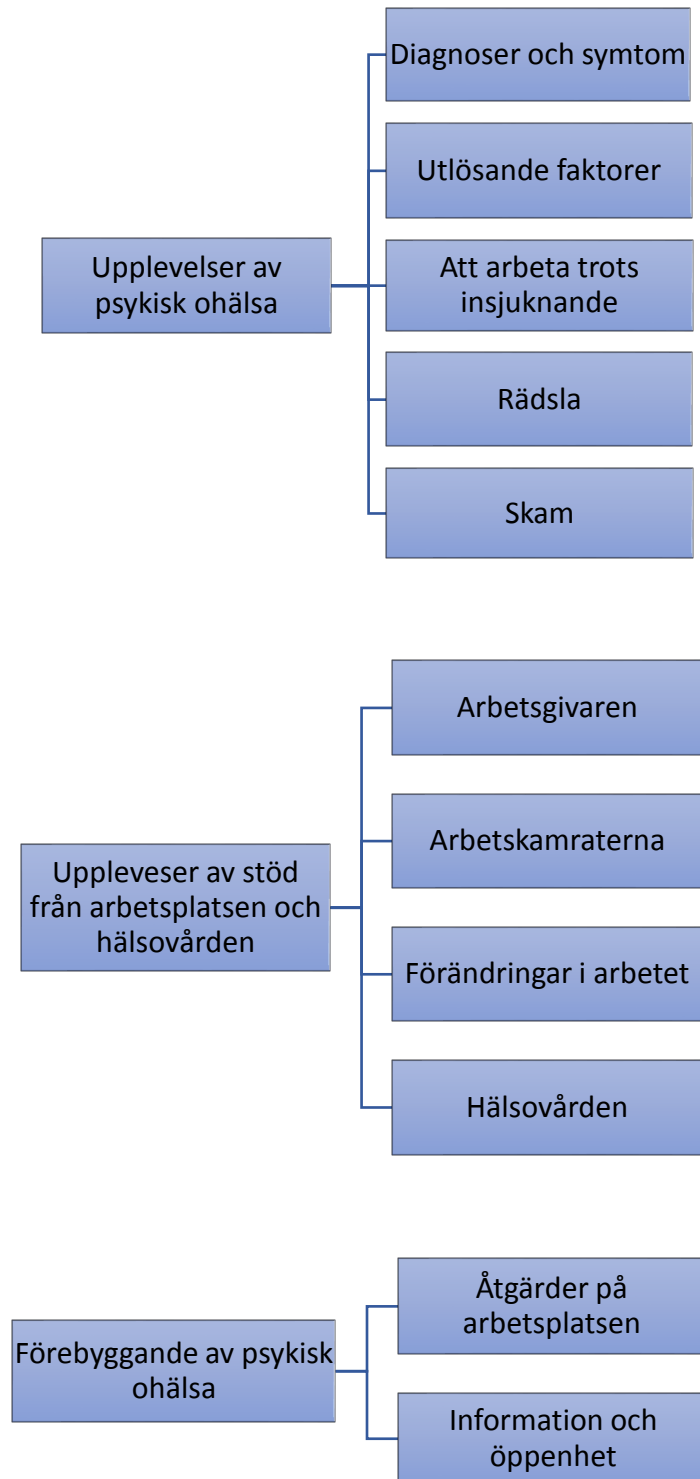 Upplevelser av
psykisk ohälsa
Diagnoser och symtom
Utlösande faktorer
Att arbeta trots
insjuknande
Rädsla
Skam
Uppleveser av stöd
från arbetsplatsen och
hälsovården
Arbetsgivaren
Arbetskamraterna
Förändringar i arbetet
Hälsovården
Förebyggande av psykisk
ohälsa
Åtgärder på
arbetsplatsen
Information och
öppenhet